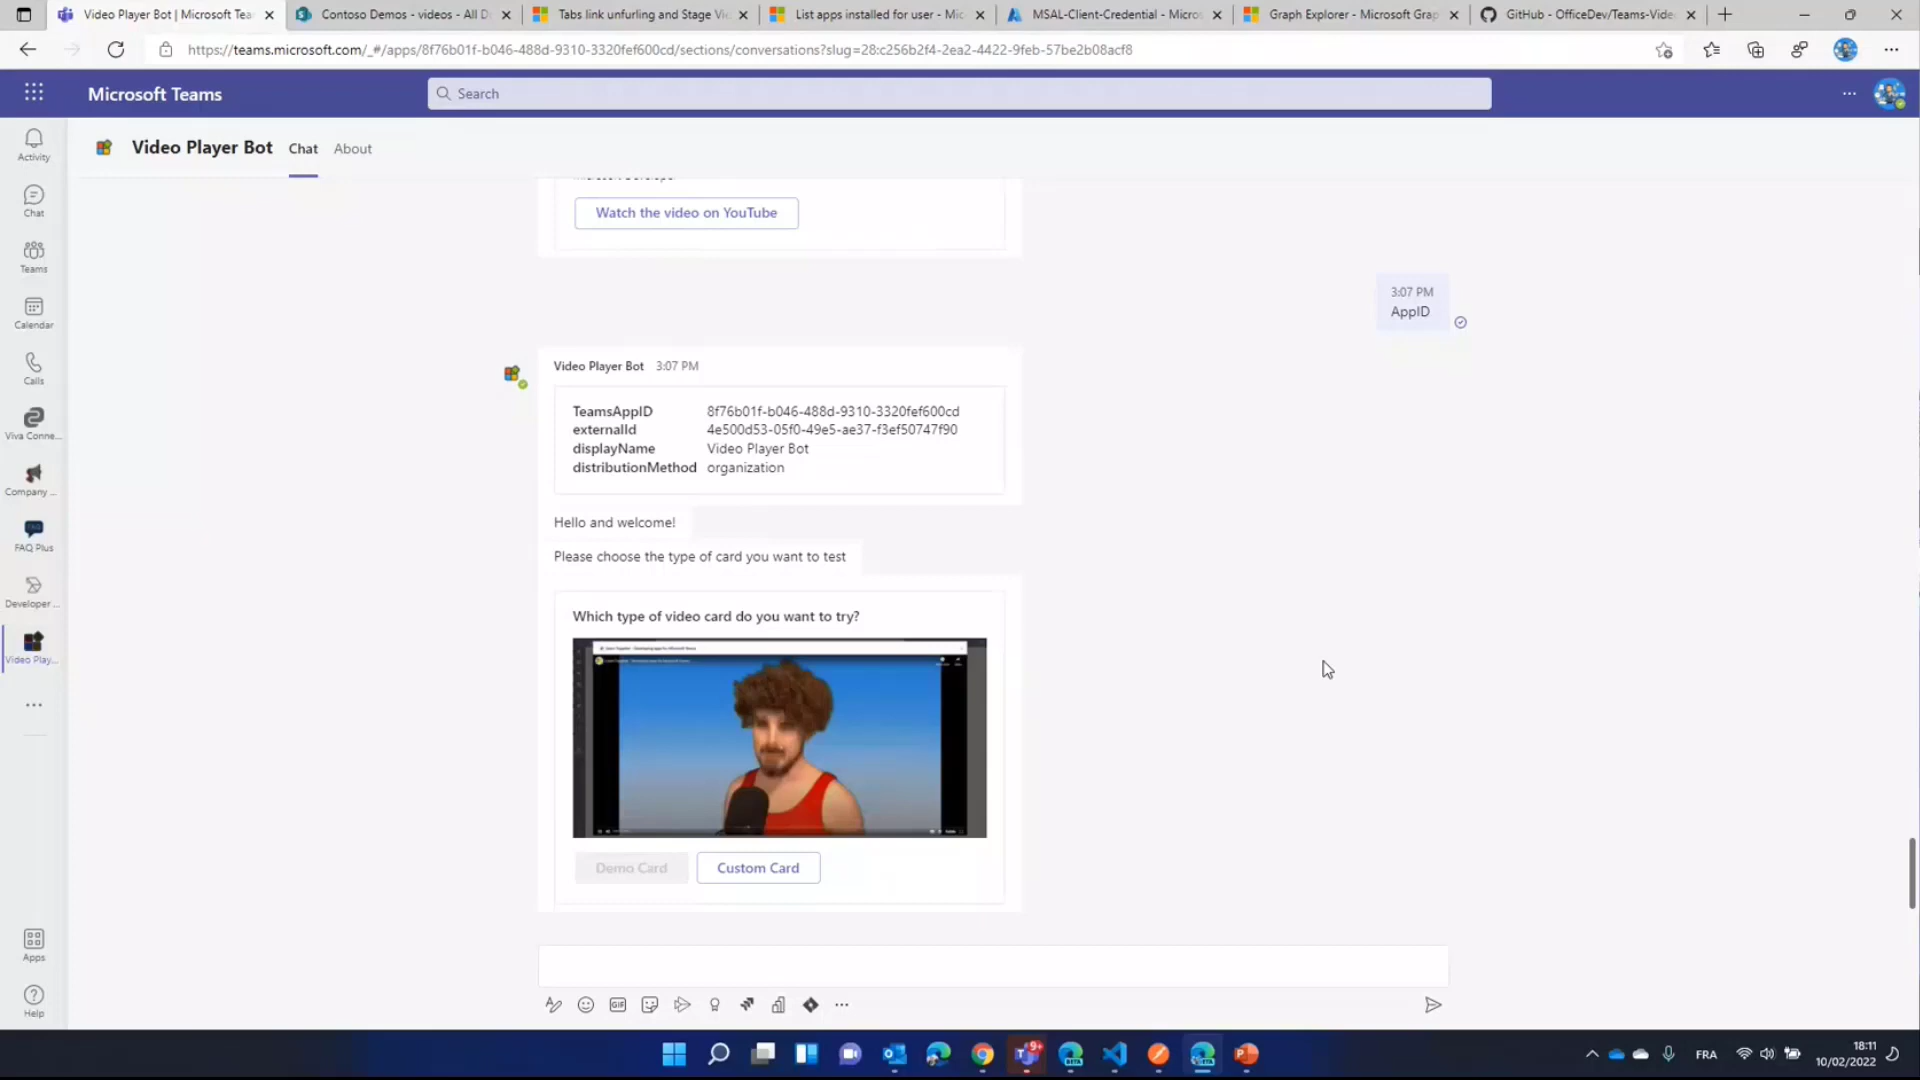 Video Player Bot | Microsoft Tea
Contoso Demos - videos - All D
Tabs link unfurling and Stage Vi
List apps installed for user - Mic
MSAL-Client-Credential - Micros
Graph Explorer - Microsoft Grap
GitHub - OfficeDev/Teams-Vide
https://teams.microsoft.com/_#/apps/8f76b01f-b046-488d-9310-3320fef600cd/sections/conversations?slug=28:c256b2f4-2ea2-4422-9feb-57be2b08acf8
Microsoft Teams
Search
Video Player Bot
Chat
About
Activity
Chat
Teams
Calendar
Calls
Viva Conne...
Company ...
FAQ Plus
Developer ...
Video Play...
Apps
Help
Watch the video on YouTube
3:07 PM
AppID
Video Player Bot 3:07 PM
TeamsAppID 8f76b01f-b046-488d-9310-3320fef600cd
externalId 4e500d53-05f0-49e5-ae37-f3ef50747f90
displayName Video Player Bot
distributionMethod organization
Hello and welcome!
Please choose the type of card you want to test
Which type of video card do you want to try?
Demo Card
Custom Card
GIF
9+
FRA
18:11
10/02/2022